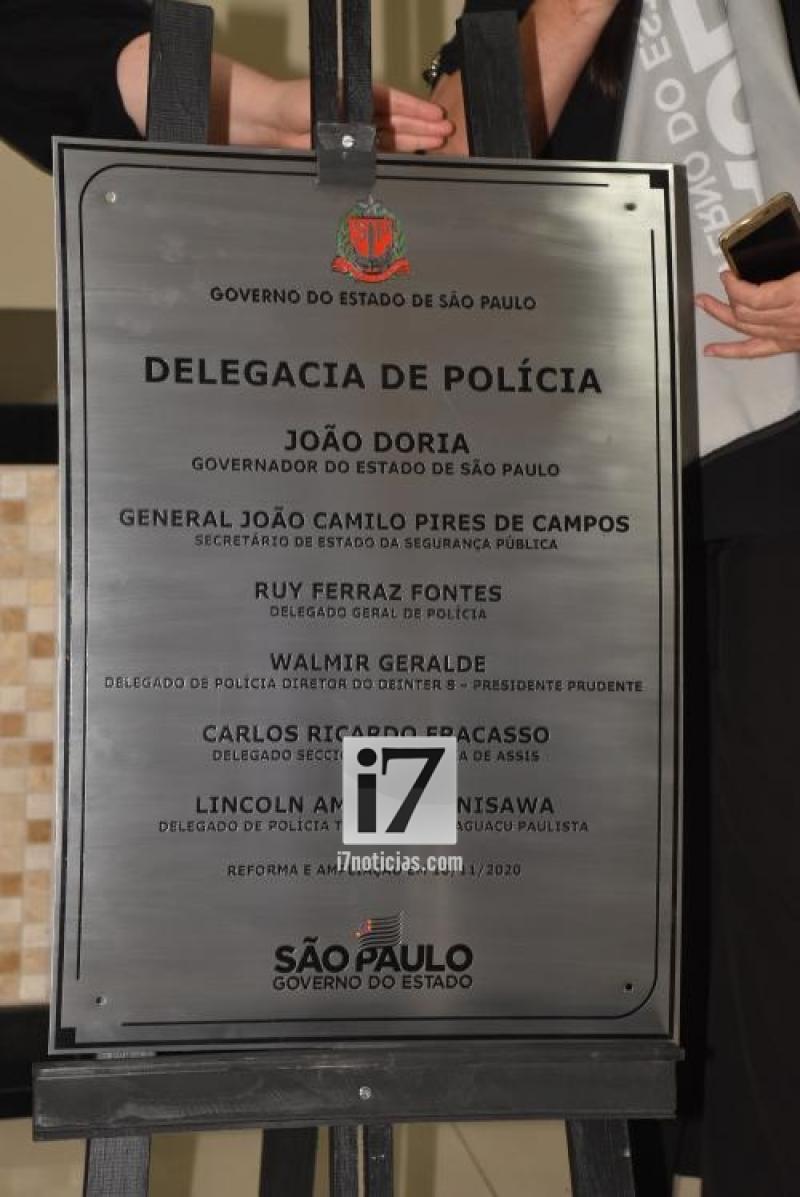 GOVERNO DO ESTADO DE SÃO PAULO
DELEGACIA DE POLÍCIA
JOÃO DORIA
GOVERNADOR DO ESTADO DE SÃO PAULO
GENERAL JOÃO CAMILO PIRES DE CAMPOS
SECRETÁRIO DE ESTADO DA SEGURANÇA PÚBLICA
RUY FERRAZ FONTES
DELEGADO GERAL DE POLÍCIA
WALMIR GERALDE
DELEGADO DE POLÍCIA DIRETOR DO DEINTER 8 - PRESIDENTE PRUDENTE
CARLOS RICARDO FRACASSO
DELEGADO DE ASSIS
LINCOLN
DELEGADO DE POLÍCIA PAULISTA
REFORMA E AMPLIAÇÃO EM
i7
i7noticias.com
SÃO PAULO
GOVERNO DO ESTADO